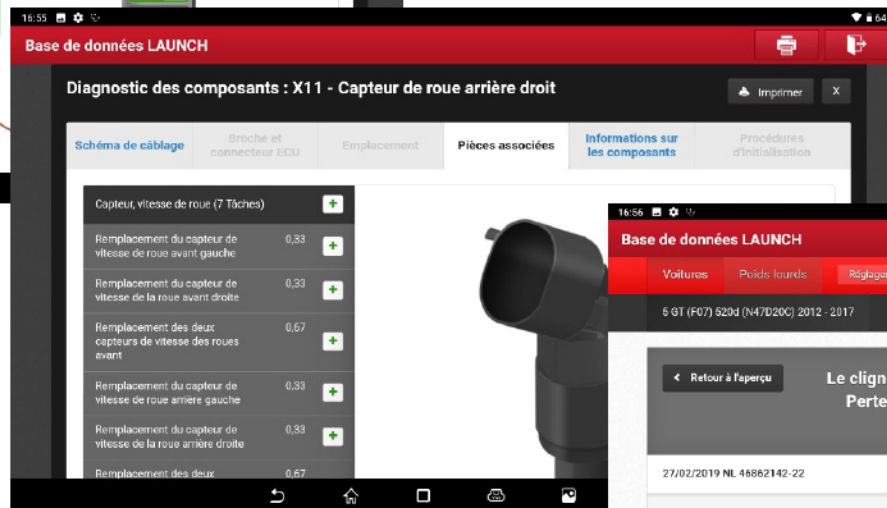 16:55
64
Base de données LAUNCH
Diagnostic des composants : X11 - Capteur de roue arrière droit
Imprimer
X
Schéma de câblage
Broche et
connecteur ECU
Emplacement
Pièces associées
Informations sur
les composants
Procédures
d'initialisation
Capteur, vitesse de roue (7 Tâches)
Remplacement du capteur de
vitesse de roue avant gauche
0,33
Remplacement du capteur de
vitesse de la roue avant droite
0,33
Remplacement des deux
capteurs de vitesse des roues
avant
0,67
Remplacement du capteur de
vitesse de roue arrière gauche
0,33
Remplacement du capteur de
vitesse de la roue arrière droite
0,33
Remplacement des deux
0,67
16:56
Base de données LAUNCH
Voitures
Poids lourds
Réglages
5 GT (F07) 520d (N47D20C) 2012 - 2017
Retour à l'aperçu
Le clign
Perte
27/02/2019 NL 46862142-22